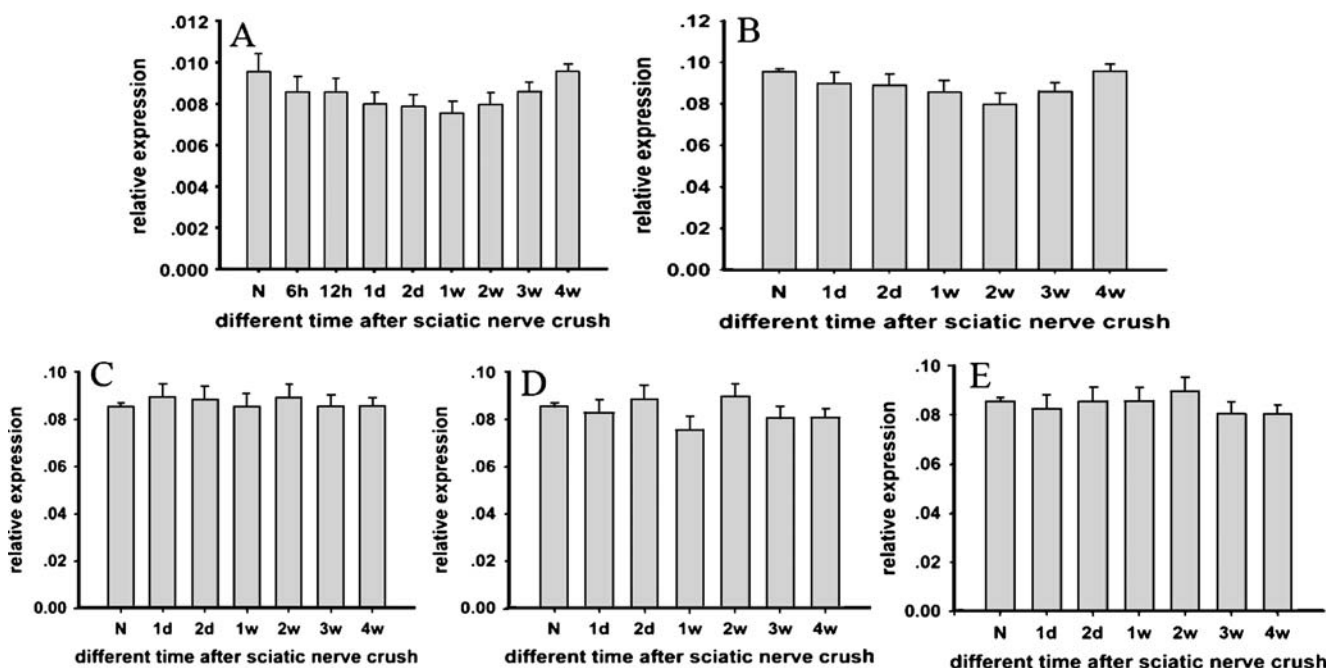 A
relative expression
.012
.010
.008
.006
.004
.002
0.000
N 6h 12h 1d 2d 1w 2w 3w 4w
different time after sciatic nerve crush
B
relative expression
.12
.10
.08
.06
.04
.02
0.00
N 1d 2d 1w 2w 3w 4w
different time after sciatic nerve crush
C
relative expression
.10
.08
.06
.04
.02
0.00
N 1d 2d 1w 2w 3w 4w
different time after sciatic nerve crush
D
relative expression
.10
.08
.06
.04
.02
0.00
N 1d 2d 1w 2w 3w 4w
different time after sciatic nerve crush
E
relative expression
.10
.08
.06
.04
.02
0.00
N 1d 2d 1w 2w 3w 4w
different time after sciatic nerve crush